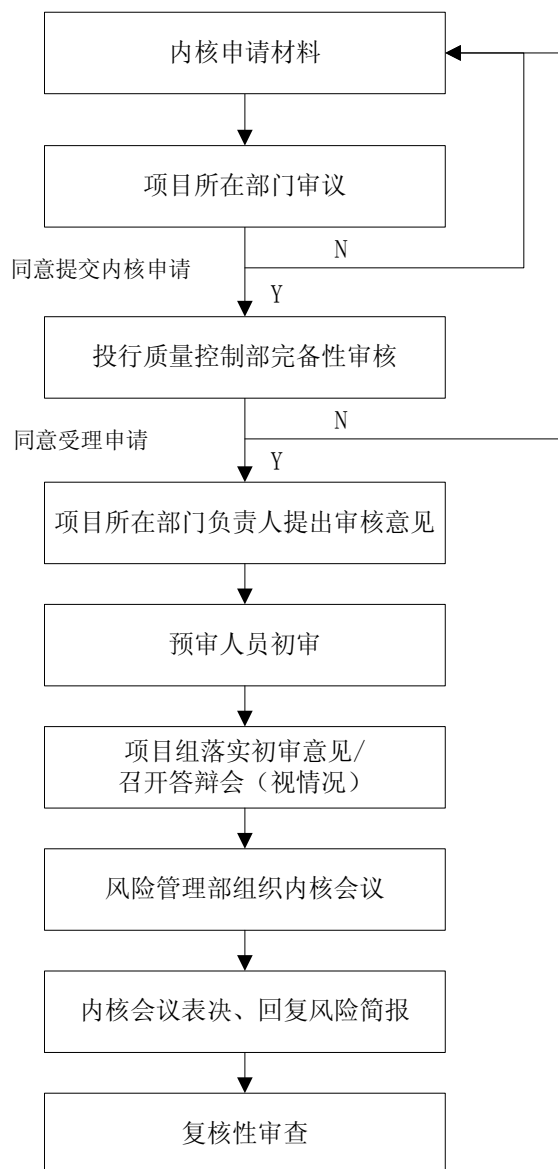 内核申请材料
项目所在部门审议
N
同意提交内核申请
Y
投行质量控制部完备性审核
N
同意受理申请
Y
项目所在部门负责人提出审核意见
预审人员初审
项目组落实初审意见/
召开答辩会（视情况）
风险管理部组织内核会议
内核会议表决、回复风险简报
复核性审查